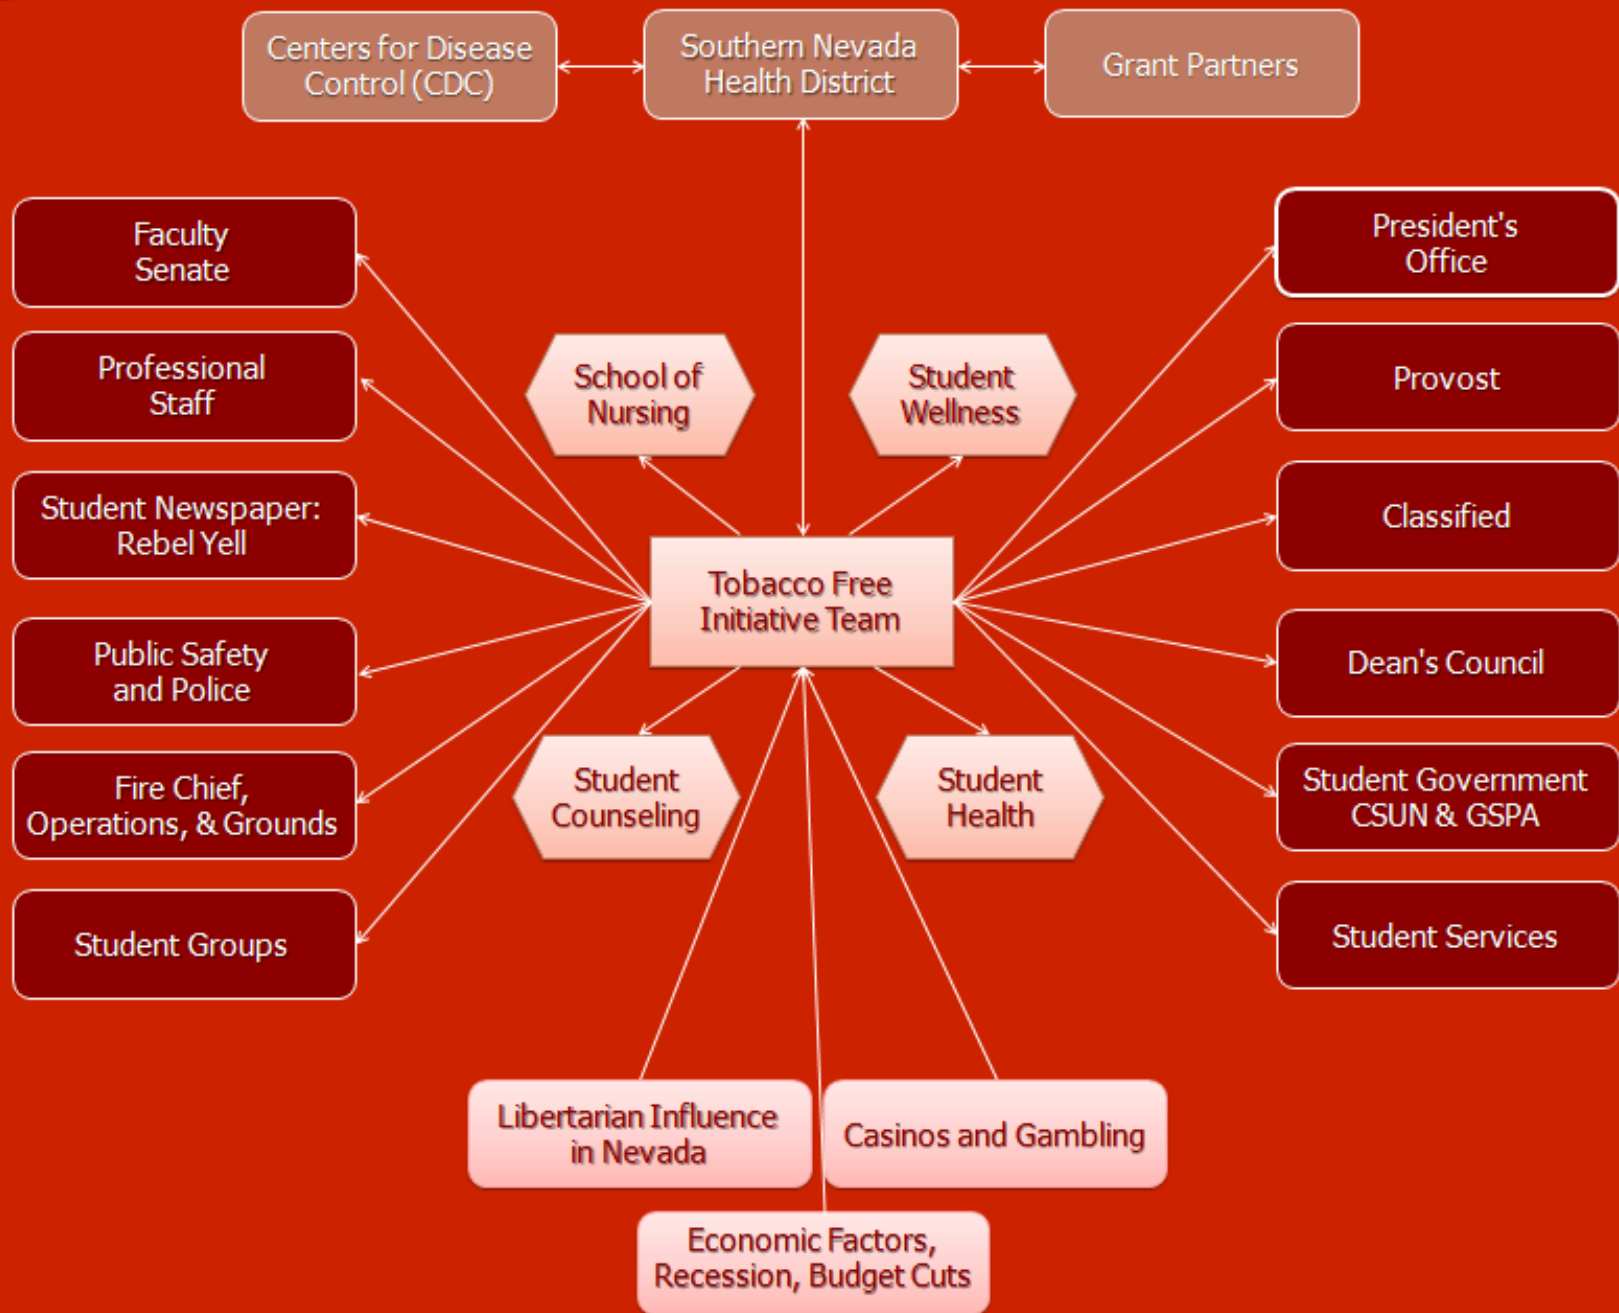 Centers for Disease
Control (CDC)
Southern Nevada
Health District
Grant Partners
Faculty
Senate
Professional
Staff
Student Newspaper:
Rebel Yell
Public Safety
and Police
Fire Chief,
Operations, & Grounds
Student Groups
School of
Nursing
Student
Wellness
Tobacco Free
Initiative Team
Student
Counseling
Student
Health
President's
Office
Provost
Classified
Dean's Council
Student Government
CSUN & GSPA
Student Services
Libertarian Influence
in Nevada
Casinos and Gambling
Economic Factors,
Recession, Budget Cuts